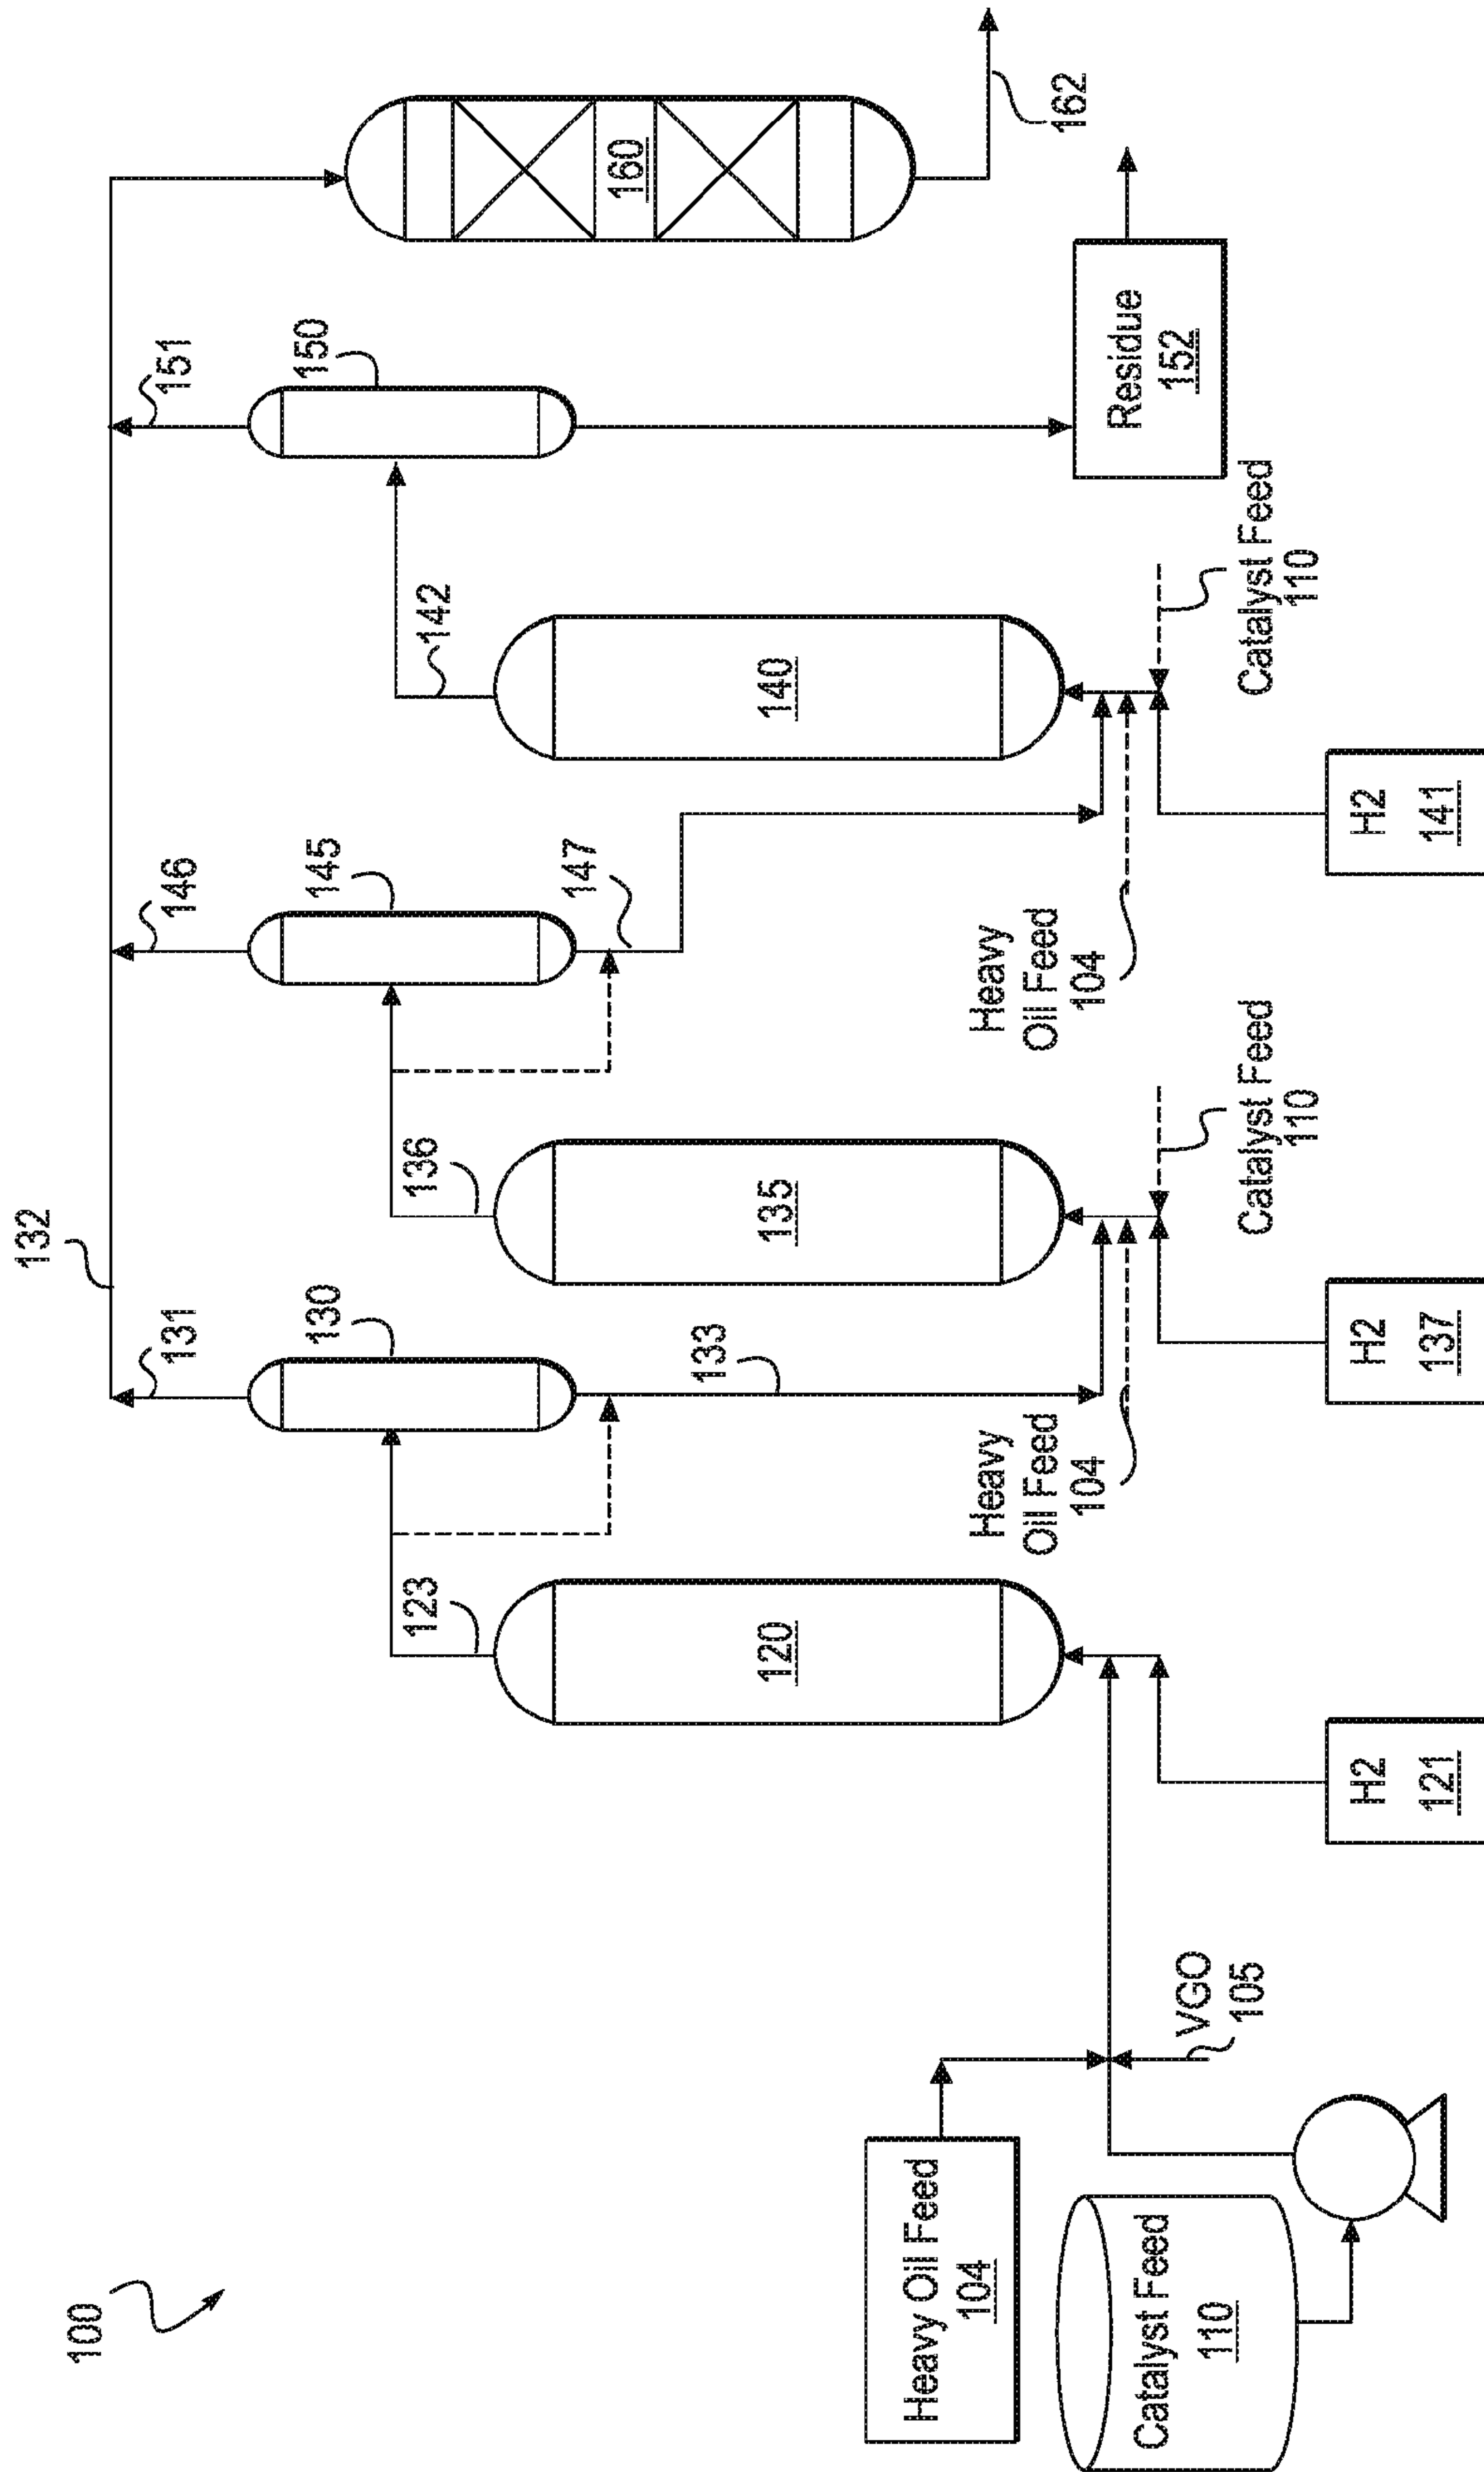 100
132
131
146
151
130
145
150
123
136
142
133
147
120
135
140
160
162
Heavy Oil Feed
104
Catalyst Feed
110
VGO
105
Heavy
Oil Feed
104
Heavy
Oil Feed
104
Catalyst Feed
110
Catalyst Feed
110
Residue
152
H2
121
H2
137
H2
141